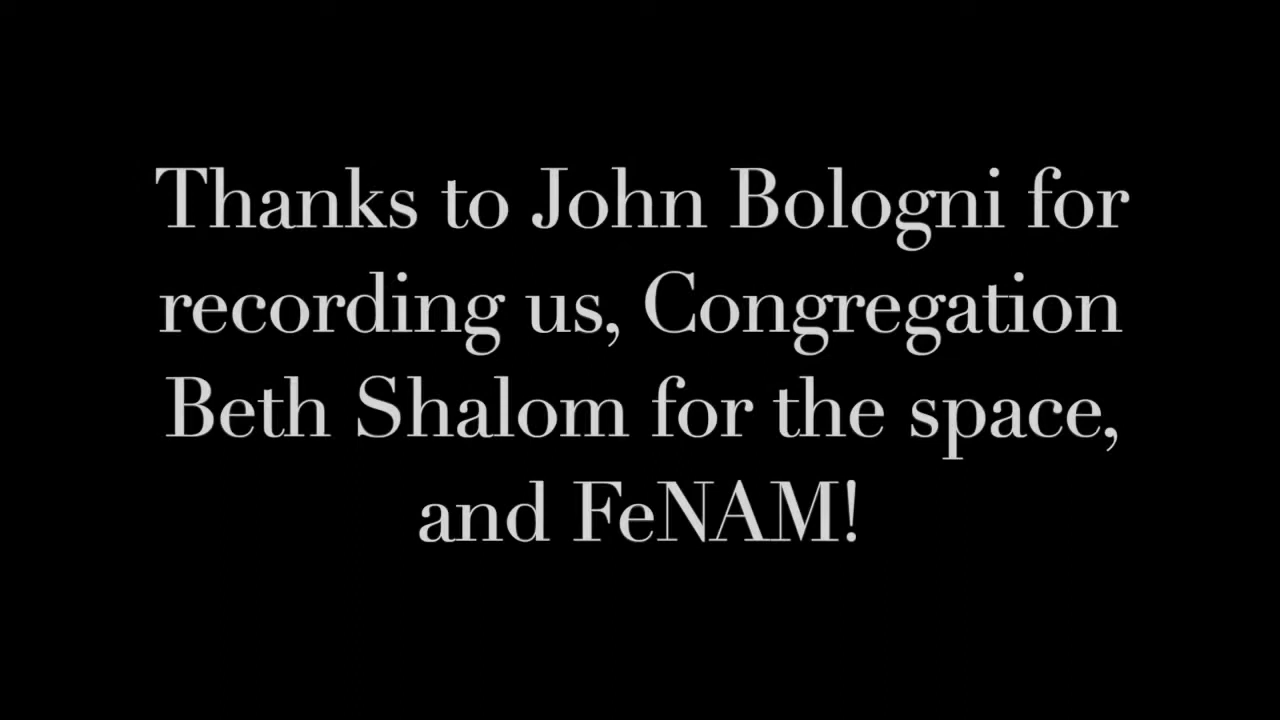 Thanks to John Bologni for
recording us, Congregation
Beth Shalom for the space,
and FeNAM!